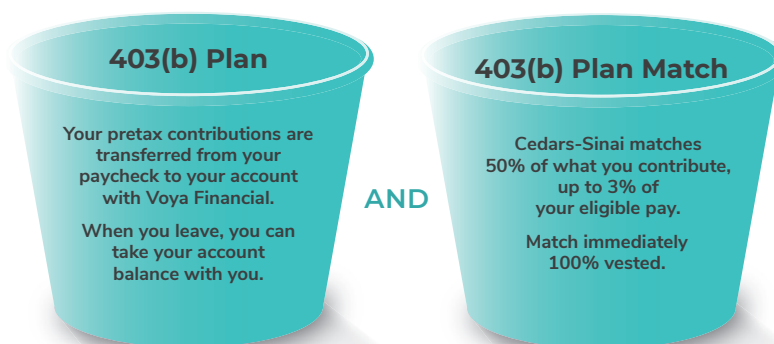 403(b) Plan
Your pretax contributions are
transferred from your
paycheck to your account
with Voya Financial.
When you leave, you can
take your account
balance with you.
AND
403(b) Plan Match
Cedars-Sinai matches
50% of what you contribute,
up to 3% of
your eligible pay.
Match immediately
100% vested.